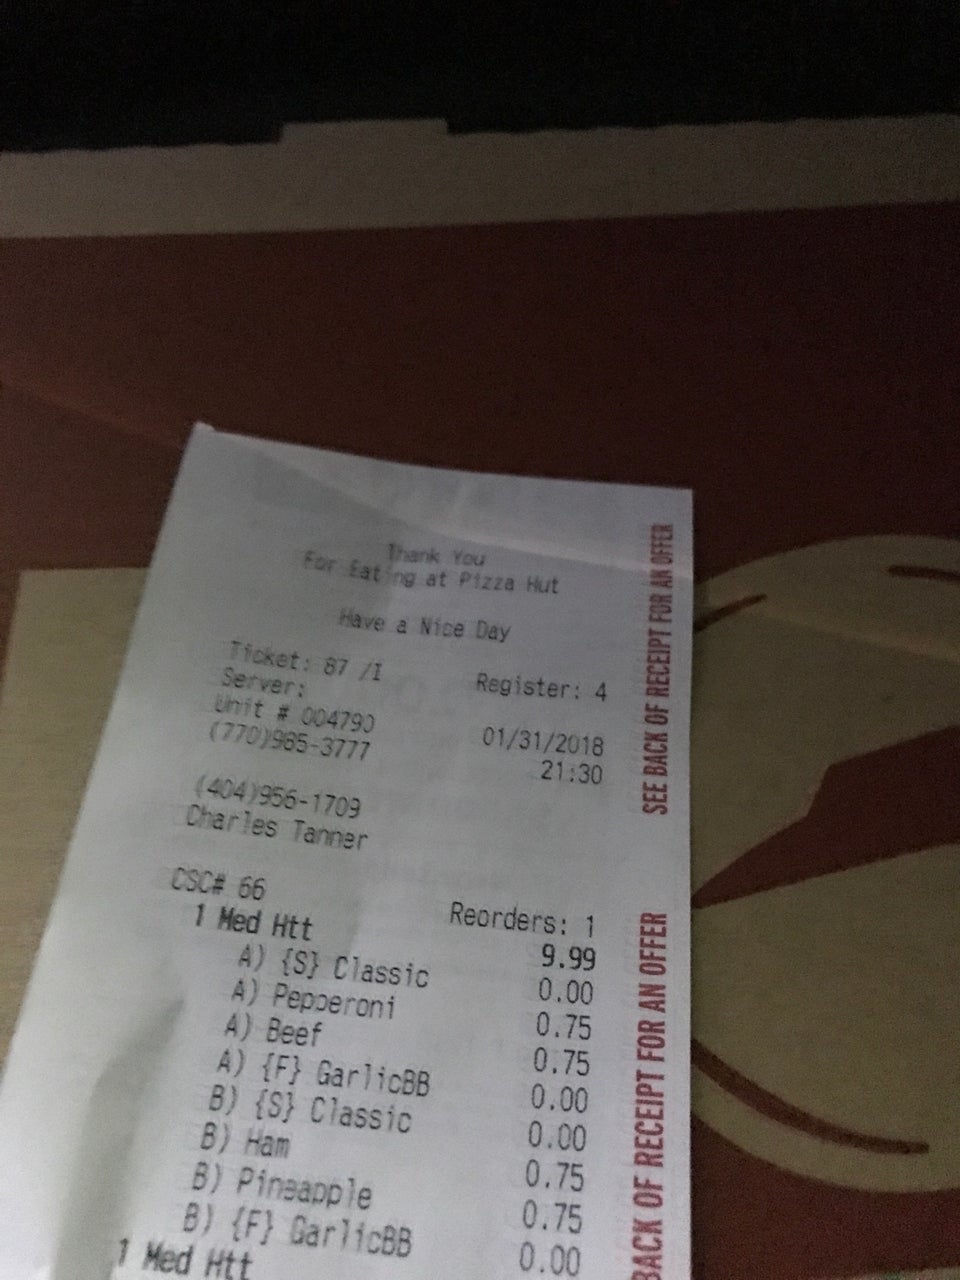 Thank You
For Eating at Pizza Hut
Have a Nice Day
Ticket: 87 /I Register: 4
Server:
Unit # 004790 01/31/2018
(770)985-3777 21:30
(404)956-1709
Charles Tanner
CSC# 66 Reorders: 1
1 Med Htt 9.99
A) {S} Classic 0.00
A) Pepperoni 0.75
A) Beef 0.75
A) {F} GarlicBB 0.00
B) {S} Classic 0.00
B) Ham 0.75
B) Pineapple 0.75
B) {F} GarlicBB 0.00
1 Med Htt
SEE BACK OF RECEIPT FOR AN OFFER
BACK OF RECEIPT FOR AN OFFER